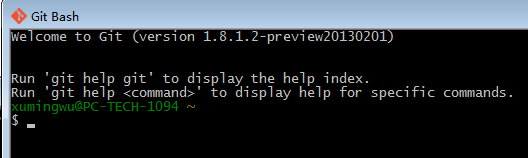 Git Bash
Welcome to Git (version 1.8.1.2-preview20130201)
Run 'git help git' to display the help index.
Run 'git help <command>' to display help for specific commands.
xumingwu@PC-TECH-1094 ~
$ _